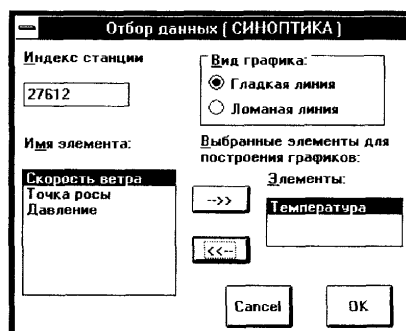 Отбор данных ( СИНОПТИКА )
Индекс станции
27612
Вид графика:
Гладкая линия
Ломаная линия
Имя элемента:
Скорость ветра
Точка росы
Давление
Выбранные элементы для
построения графиков:
Элементы:
Температура
-->>
<<--
Cancel
OK